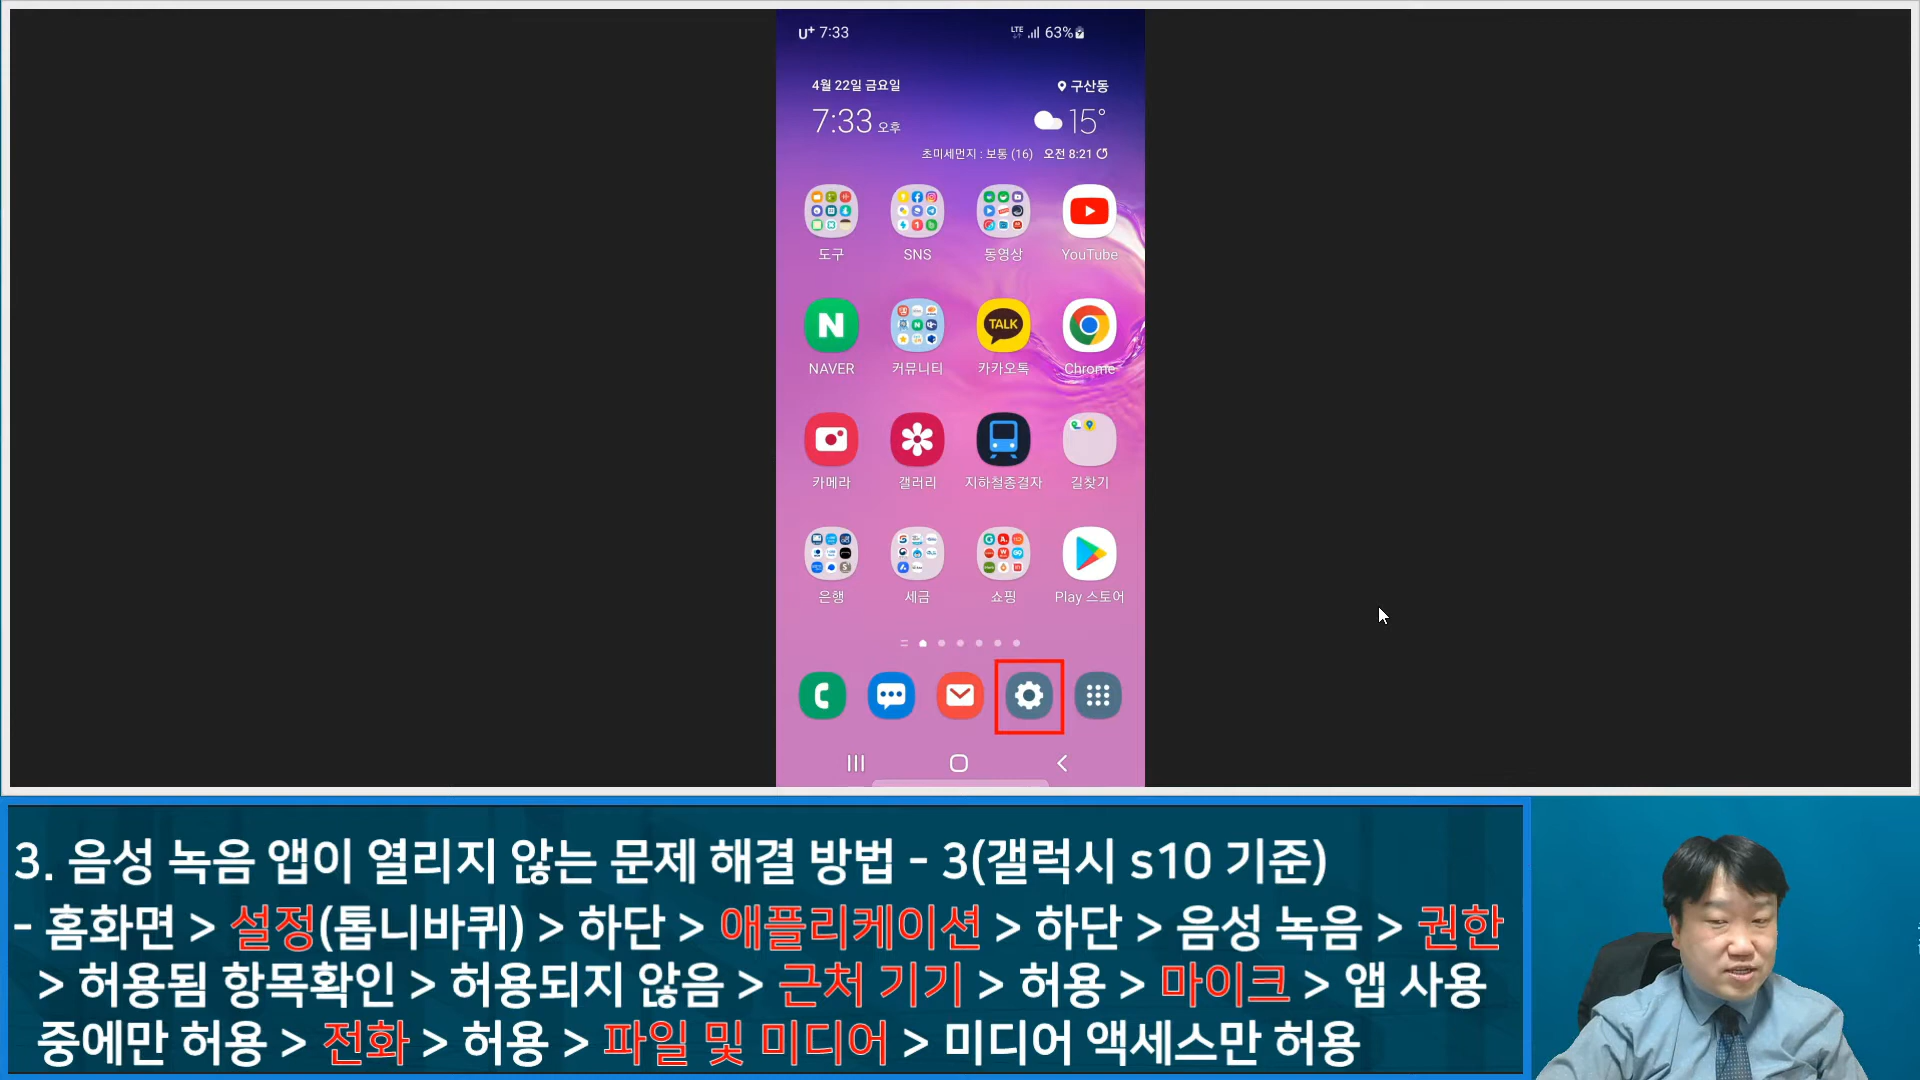 U+ 7:33
LTE 63%
4월 22일 금요일
구산동
7:33 오후
15°
초미세먼지 : 보통 (16) 오전 8:21
도구
SNS
동영상
YouTube
N
TALK
NAVER
커뮤니티
카카오톡
Chrome
카메라
갤러리
지하철종결자
길찾기
은행
세금
쇼핑
Play 스토어
3. 음성 녹음 앱이 열리지 않는 문제 해결 방법 - 3(갤럭시 s10 기준)
- 홈화면 > 설정(톱니바퀴) > 하단 > 애플리케이션 > 하단 > 음성 녹음 > 권한
> 허용됨 항목확인 > 허용되지 않음 > 근처 기기 > 허용 > 마이크 > 앱 사용
중에만 허용 > 전화 > 허용 > 파일 및 미디어 > 미디어 액세스만 허용